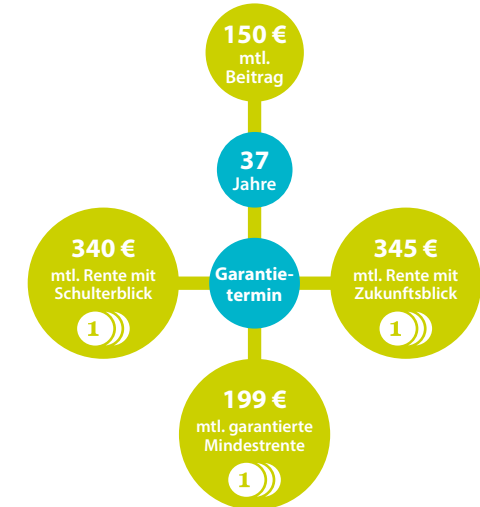 150 €
mtl.
Beitrag
37
Jahre
Garantie-
termin
340 €
mtl. Rente mit
Schulterblick
1
345 €
mtl. Rente mit
Zukunftsblick
1
199 €
mtl. garantierte
Mindestrente
1